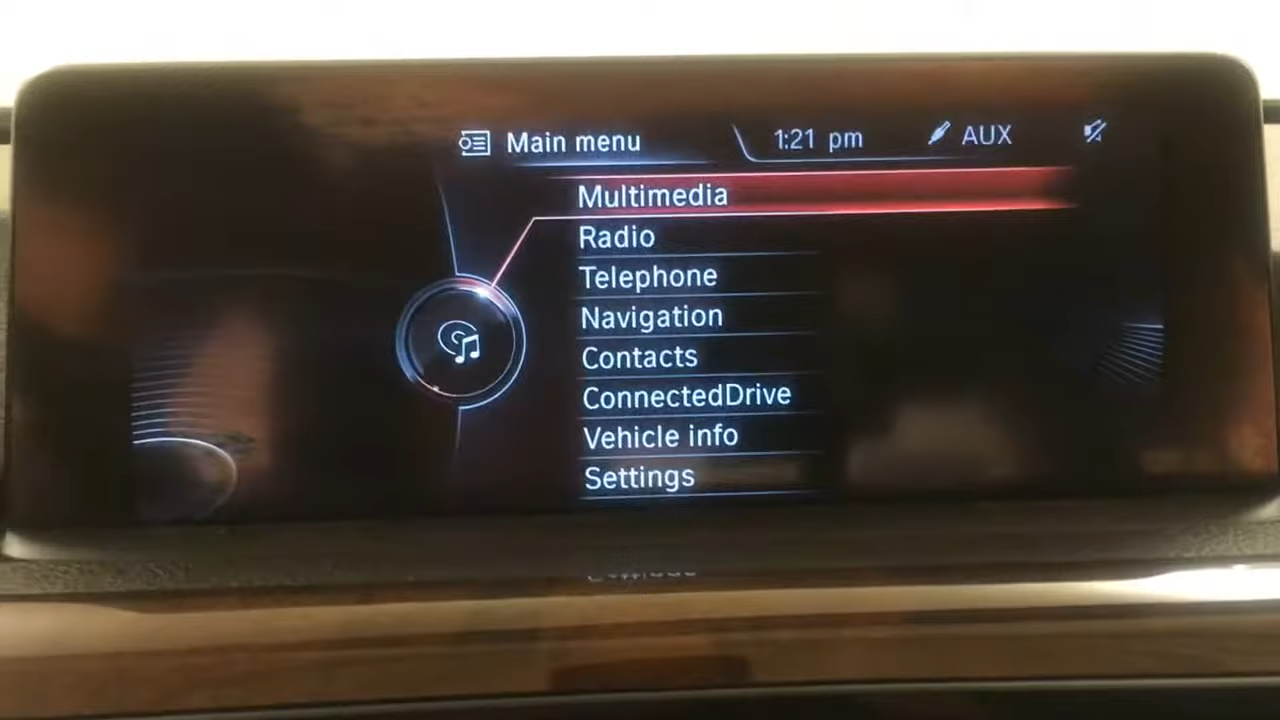 Main menu 1:21 pm AUX
Multimedia
Radio
Telephone
Navigation
Contacts
ConnectedDrive
Vehicle info
Settings